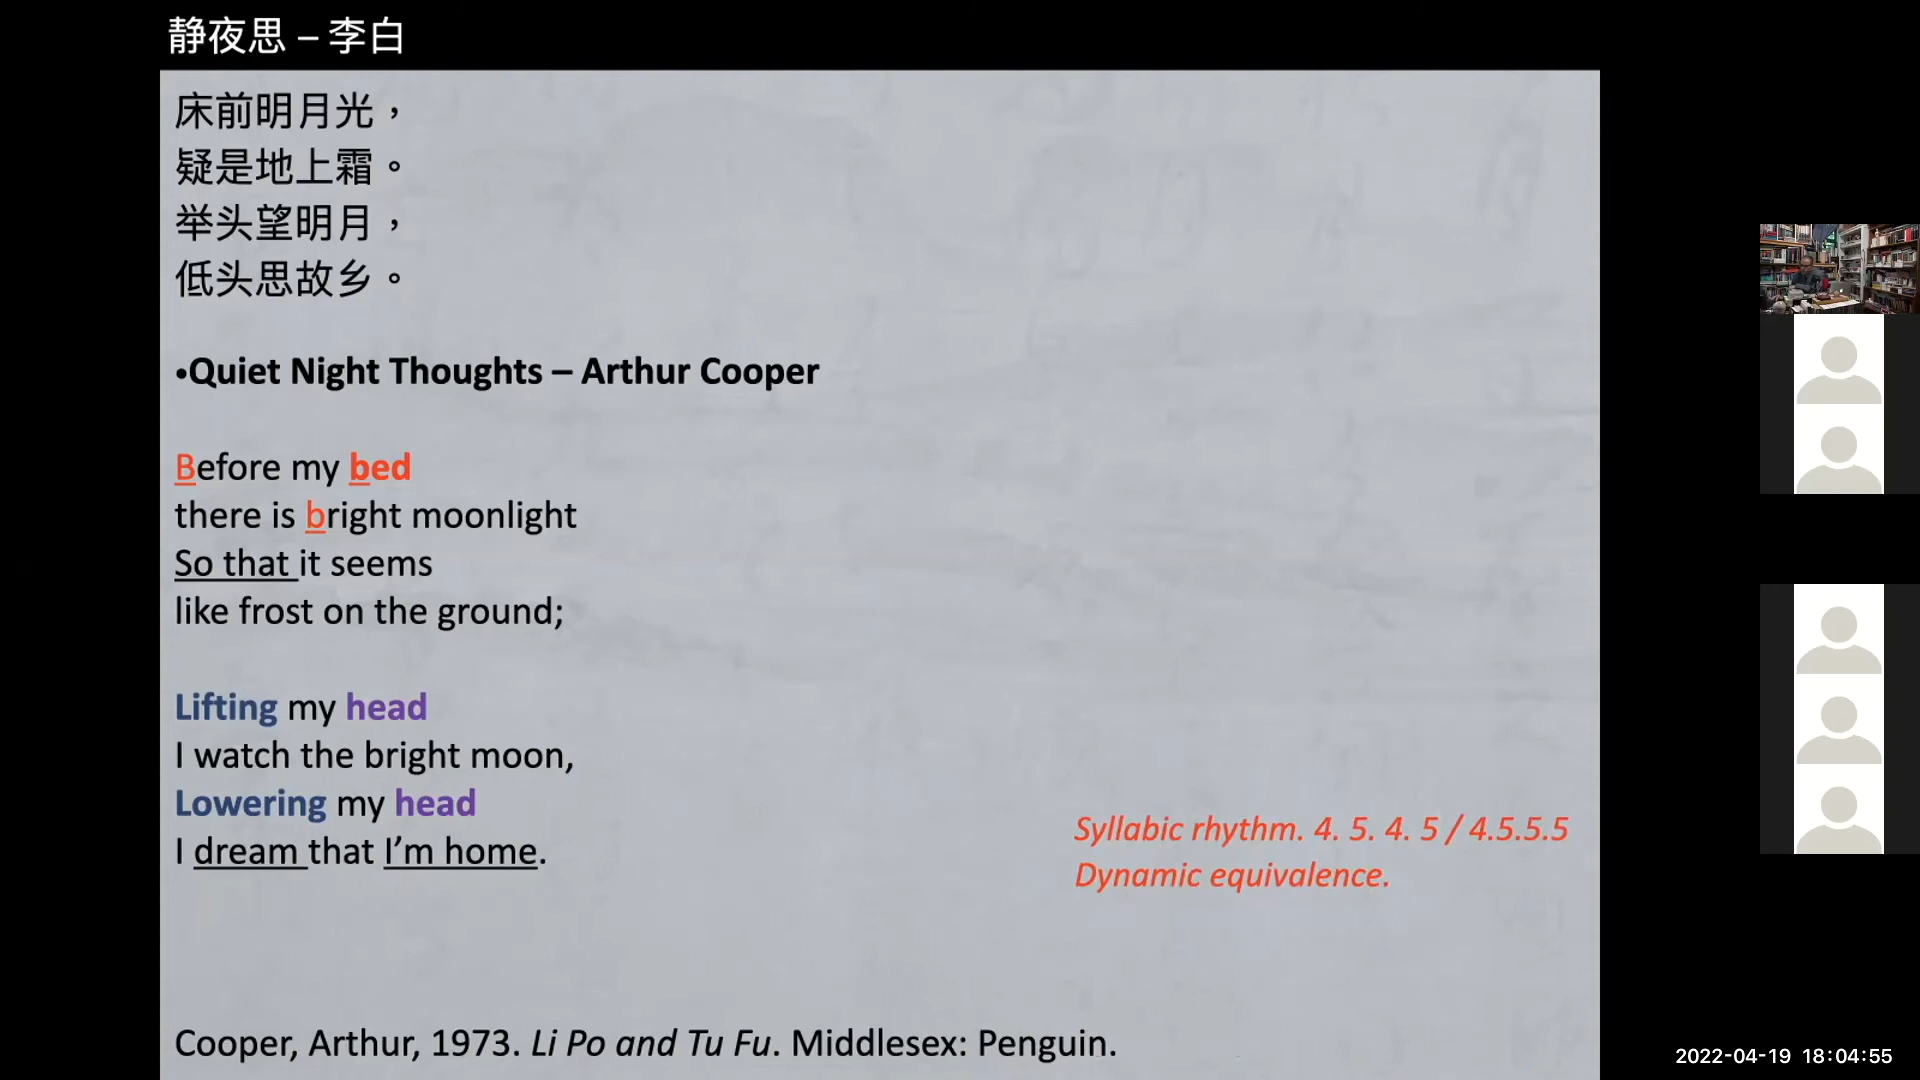 静夜思 – 李白
床前明月光，
疑是地上霜。
举头望明月，
低头思故乡。
•Quiet Night Thoughts – Arthur Cooper
Before my bed
there is bright moonlight
So that it seems
like frost on the ground;
Lifting my head
I watch the bright moon,
Lowering my head
I dream that I’m home.
Syllabic rhythm. 4. 5. 4. 5 / 4.5.5.5
Dynamic equivalence.
Cooper, Arthur, 1973. Li Po and Tu Fu. Middlesex: Penguin.
2022-04-19 18:04:55